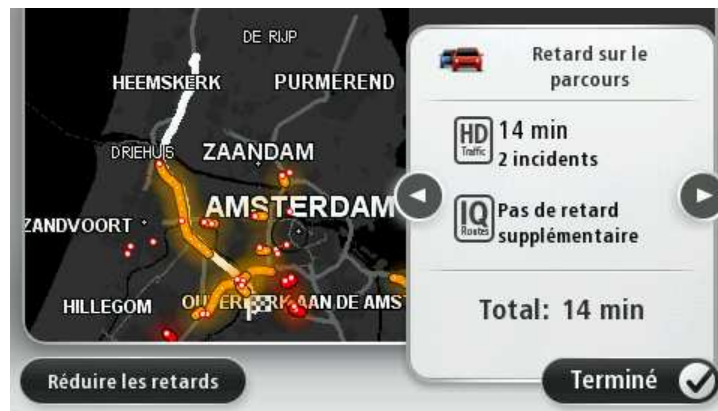 DE RIJP
HEEMSKERK
PURMEREND
DRIEHUIS
ZAANDAM
AMSTERDAM
ZANDVOORT
HILLEGOM
AAN DE AMS
Réduire les retards
Retard sur le
parcours
HD
Traffic
14 min
2 incidents
IQ
Routes
Pas de retard
supplémentaire
Total: 14 min
Terminé